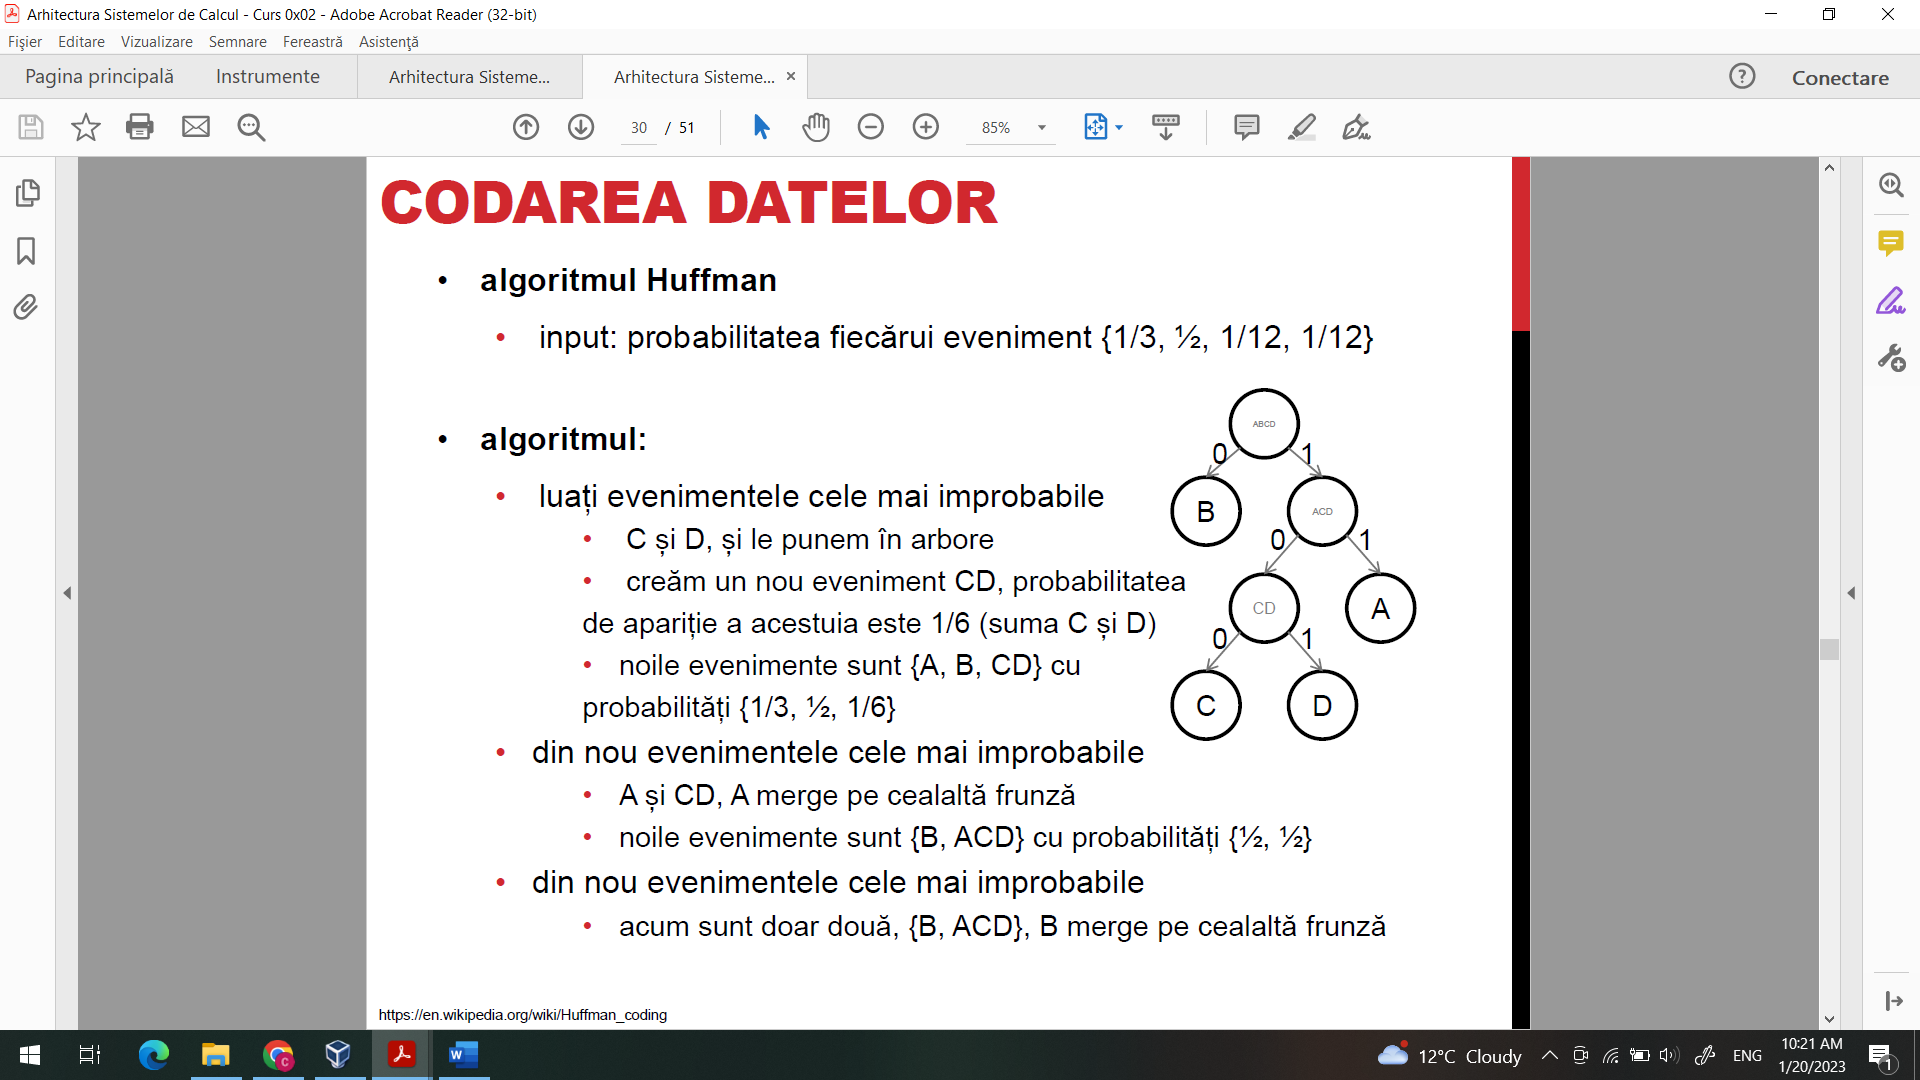 Arhitectura Sistemelor de Calcul - Curs 0x02 - Adobe Acrobat Reader (32-bit)
Fișier Editare Vizualizare Semnare Fereastră Asistență
Pagina principală Instrumente Arhitectura Sisteme... Arhitectura Sisteme... Conectare
30 / 51 85%
CODAREA DATELOR
• algoritmul Huffman
• input: probabilitatea fiecărui eveniment {1/3, ½, 1/12, 1/12}
• algoritmul:
• luați evenimentele cele mai improbabile
• C și D, și le punem în arbore
• creăm un nou eveniment CD, probabilitatea
de apariție a acestuia este 1/6 (suma C și D)
• noile evenimente sunt {A, B, CD} cu
probabilități {1/3, ½, 1/6}
• din nou evenimentele cele mai improbabile
• A și CD, A merge pe cealaltă frunză
• noile evenimente sunt {B, ACD} cu probabilități {½, ½}
• din nou evenimentele cele mai improbabile
• acum sunt doar două, {B, ACD}, B merge pe cealaltă frunză
ABCD
0 1
B ACD
0 1
CD A
0 1
C D
https://en.wikipedia.org/wiki/Huffman_coding
12°C Cloudy ENG 10:21 AM
1/20/2023
1